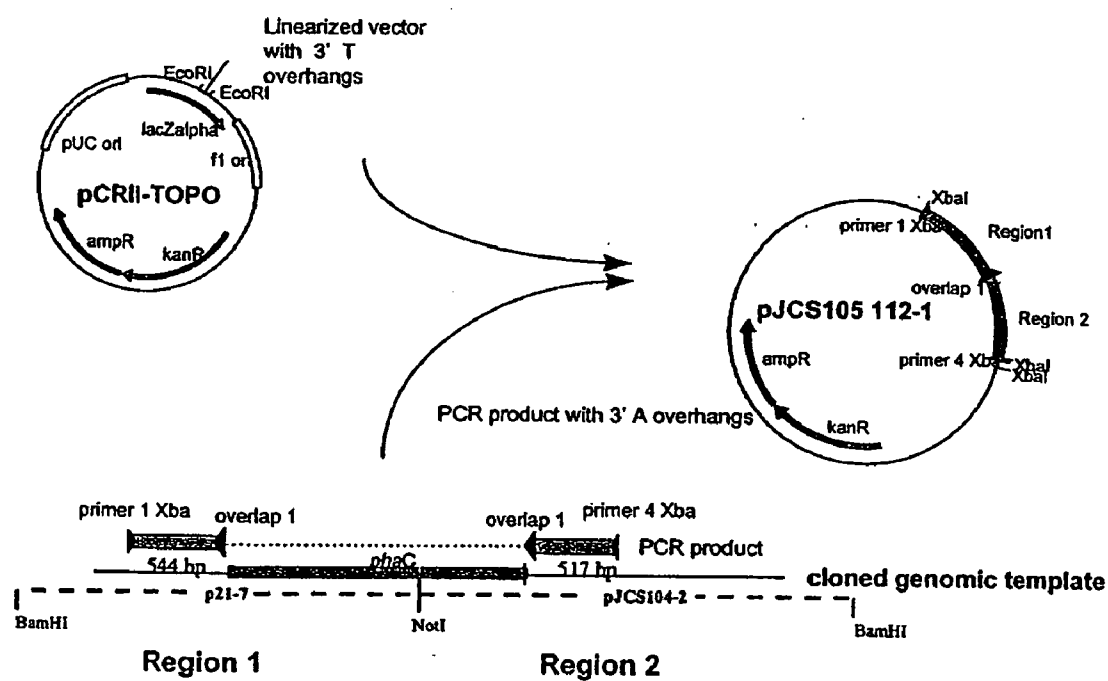 Linearized vector
with 3' T
overhangs
EcoRI
EcoRI
lacZalpha
pUC ori
f1 ori
pCRII-TOPO
ampR
kanR
XbaI
primer 1 Xba
Region1
overlap 1
pJCS105 112-1
Region 2
primer 4 Xba
XbaI
XbaI
ampR
kanR
PCR product with 3' A overhangs
primer 1 Xba
overlap 1
overlap 1
primer 4 Xba
PCR product
544 bp
phaC
517 bp
cloned genomic template
p21-7
pJCS104-2
BamHI
NotI
BamHI
Region 1
Region 2